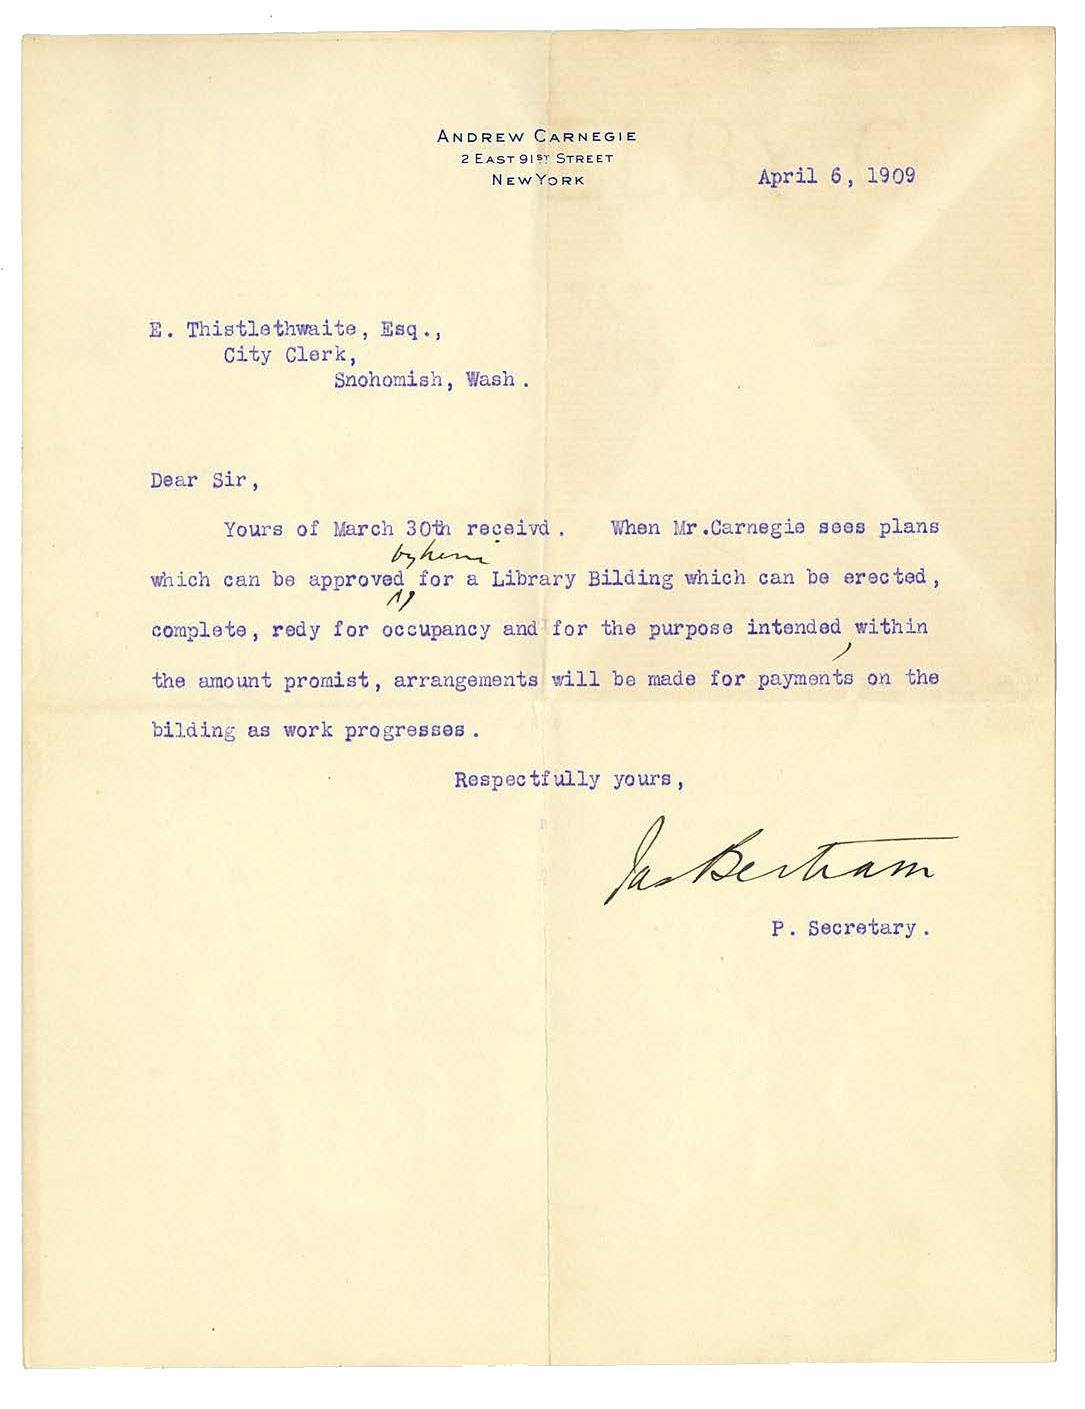 ANDREW CARNEGIE
2 EAST 91ST STREET
NEW YORK
April 6, 1909
E. Thistlethwaite, Esq.,
City Clerk,
Snohomish, Wash.
Dear Sir,
Yours of March 30th receivd. When Mr.Carnegie sees plans
by him
which can be approved for a Library Bilding which can be erected,
complete, redy for occupancy and for the purpose intended, within
the amount promist, arrangements will be made for payments on the
bilding as work progresses.
Respectfully yours,
Jas Bertram
P. Secretary.